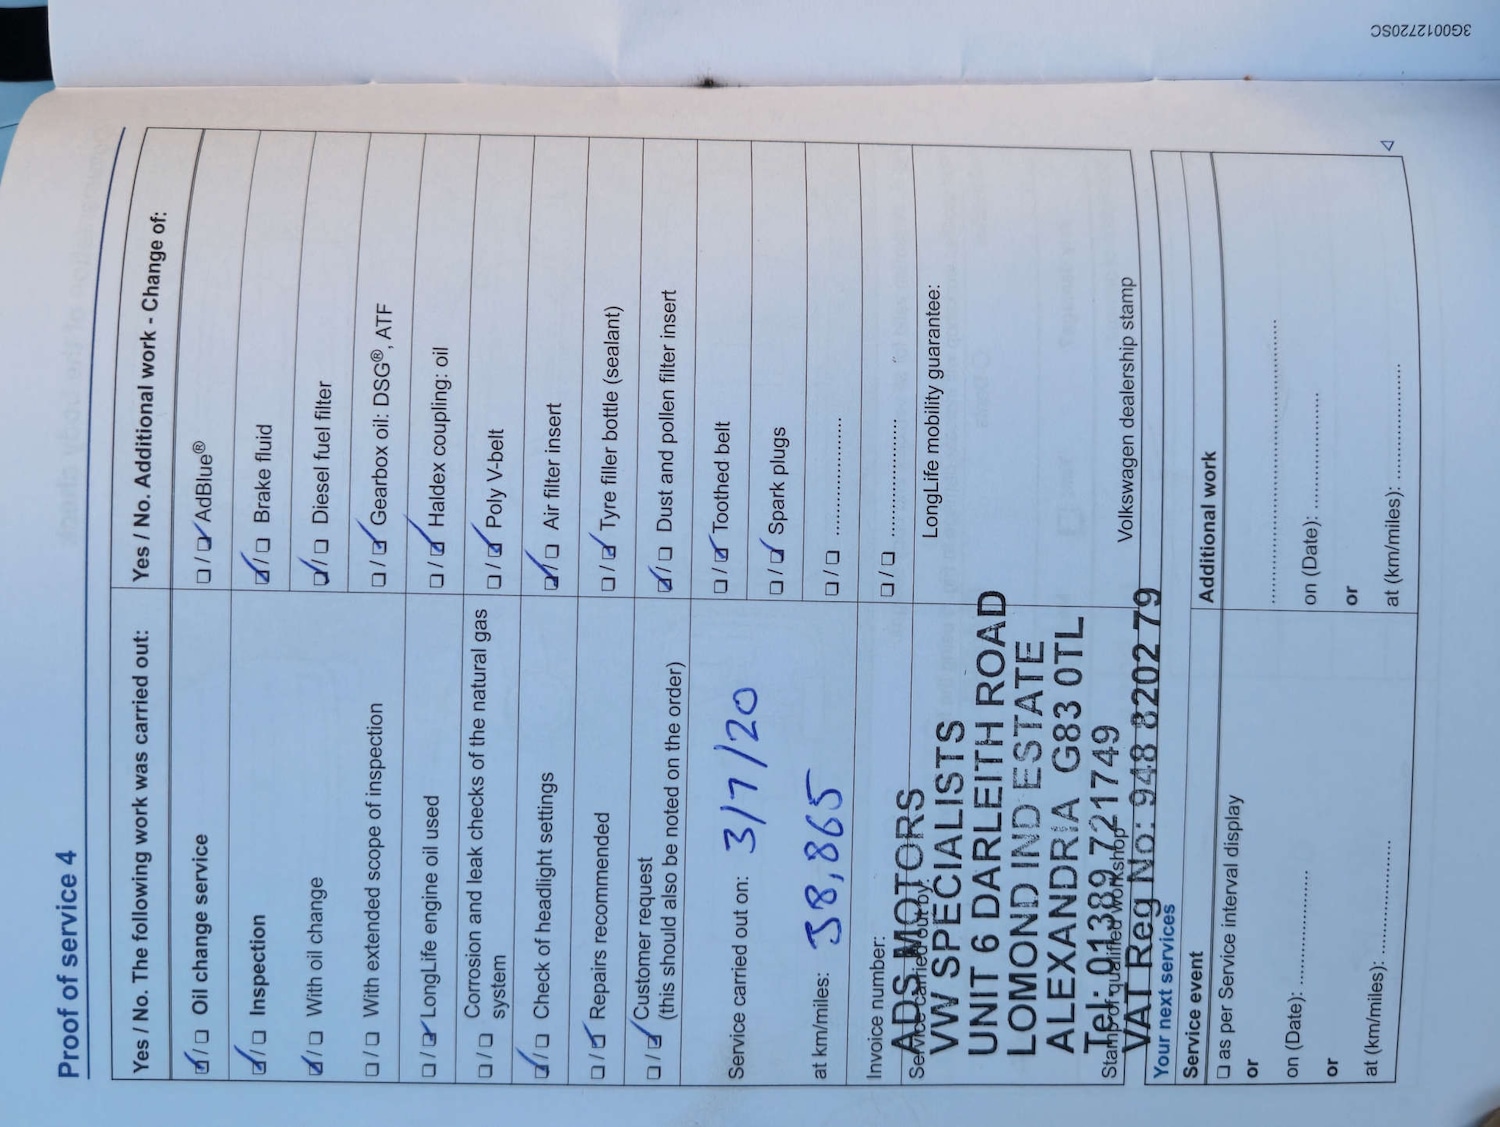 3G0012720SC
Proof of service 4
Yes / No. The following work was carried out:
☑/☐ Oil change service
☑/☐ Inspection
☑/☐ With oil change
☐/☐ With extended scope of inspection
☐/☑ LongLife engine oil used
☐/☐ Corrosion and leak checks of the natural gas
system
☑/☐ Check of headlight settings
☐/☑ Repairs recommended
☐/☑ Customer request
(this should also be noted on the order)
Service carried out on: 3/7/20
at km/miles: 38,865
Invoice number:
Service carried out by:
ADS MOTORS
VW SPECIALISTS
UNIT 6 DARLEITH ROAD
LOMOND IND ESTATE
ALEXANDRIA G83 0TL
Tel: 01389 721749
Stamp of qualified workshop
VAT Reg No: 948 8202 79
Yes / No. Additional work - Change of:
☐/☑ AdBlue®
☑/☐ Brake fluid
☑/☐ Diesel fuel filter
☐/☑ Gearbox oil: DSG®, ATF
☐/☑ Haldex coupling: oil
☐/☑ Poly V-belt
☑/☐ Air filter insert
☐/☑ Tyre filler bottle (sealant)
☑/☐ Dust and pollen filter insert
☐/☑ Toothed belt
☐/☑ Spark plugs
☐/☐ ....................
☐/☐ ....................
LongLife mobility guarantee:
Volkswagen dealership stamp
Your next services
Service event
☐ as per Service interval display
or
on (Date): ....................
or
at (km/miles): ....................
Additional work
........................................
on (Date): ....................
or
at (km/miles): ....................